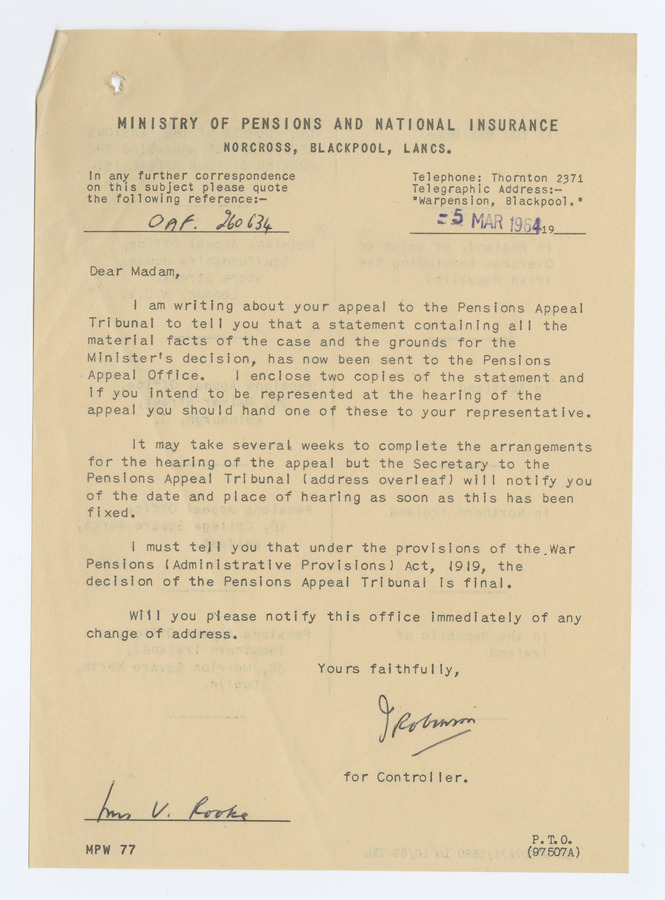 MINISTRY OF PENSIONS AND NATIONAL INSURANCE
NORCROSS, BLACKPOOL, LANCS.
In any further correspondence
on this subject please quote
the following reference:-
OAF. 260634
Telephone: Thornton 2371
Telegraphic Address:-
"Warpension, Blackpool."
-5 MAR 1964 19
Dear Madam,
I am writing about your appeal to the Pensions Appeal
Tribunal to tell you that a statement containing all the
material facts of the case and the grounds for the
Minister's decision, has now been sent to the Pensions
Appeal Office. I enclose two copies of the statement and
if you intend to be represented at the hearing of the
appeal you should hand one of these to your representative.
It may take several weeks to complete the arrangements
for the hearing of the appeal but the Secretary to the
Pensions Appeal Tribunal (address overleaf) will notify you
of the date and place of hearing as soon as this has been
fixed.
I must tell you that under the provisions of the War
Pensions (Administrative Provisions) Act, 1919, the
decision of the Pensions Appeal Tribunal is final.
Will you please notify this office immediately of any
change of address.
Yours faithfully,
J Robinson
for Controller.
Mrs V. Rooke
MPW 77
P.T.O.
(97507A)